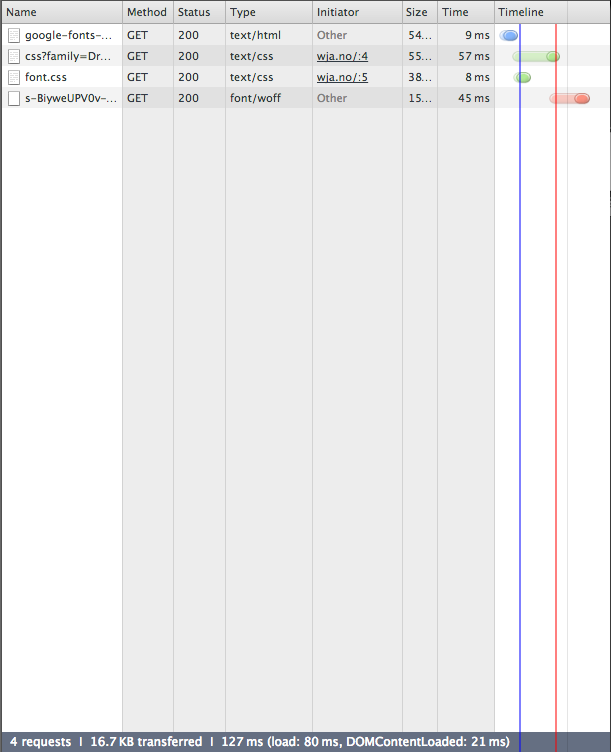 Name Method Status Type Initiator Size Time Timeline
google-fonts-... GET 200 text/html Other 54... 9 ms
css?family=Dr... GET 200 text/css wja.no/:4 55... 57 ms
font.css GET 200 text/css wja.no/:5 38... 8 ms
s-BiyweUPV0v-... GET 200 font/woff Other 15... 45 ms
4 requests | 16.7 KB transferred | 127 ms (load: 80 ms, DOMContentLoaded: 21 ms)